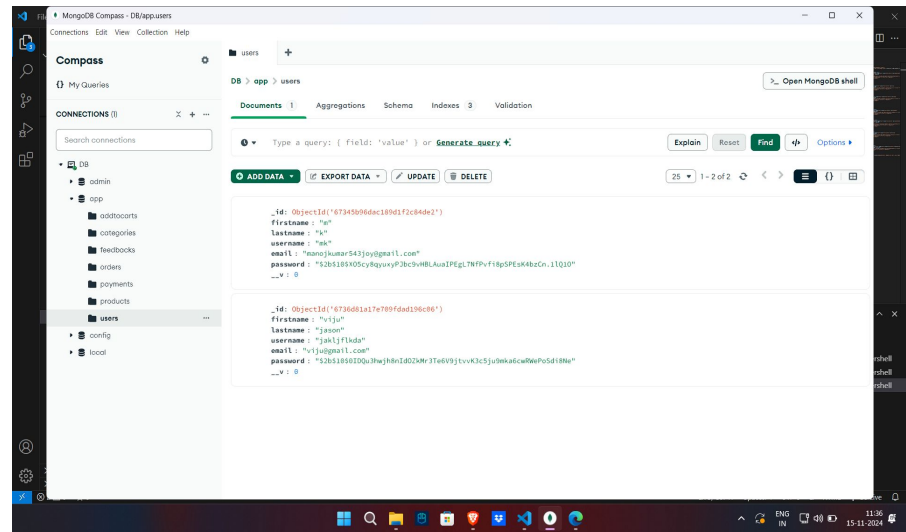 MongoDB Compass - DB/app.users
Connections Edit View Collection Help
Compass
{} My Queries
CONNECTIONS (1)
Search connections
DB
admin
app
addtocarts
categories
feedbacks
orders
payments
products
users
config
local
users
DB > app > users
>_ Open MongoDB shell
Documents 1 Aggregations Schema Indexes 3 Validation
Type a query: { field: 'value' } or Generate query
Explain Reset Find </> Options
ADD DATA EXPORT DATA UPDATE DELETE
25 1 – 2 of 2
_id: ObjectId('67345b96dac189d1f2c84de2')
firstname : "m"
lastname : "k"
username : "mk"
email : "manojkumar543joy@gmail.com"
password :
__v : 0
_id: ObjectId('6736d81a17e709fdad196c06')
firstname : "viju"
lastname : "jason"
username : "jakljflkda"
email : "viju@gmail.com"
password :
__v : 0
rshell
rshell
rshell
ENG
IN
11:36
15-11-2024